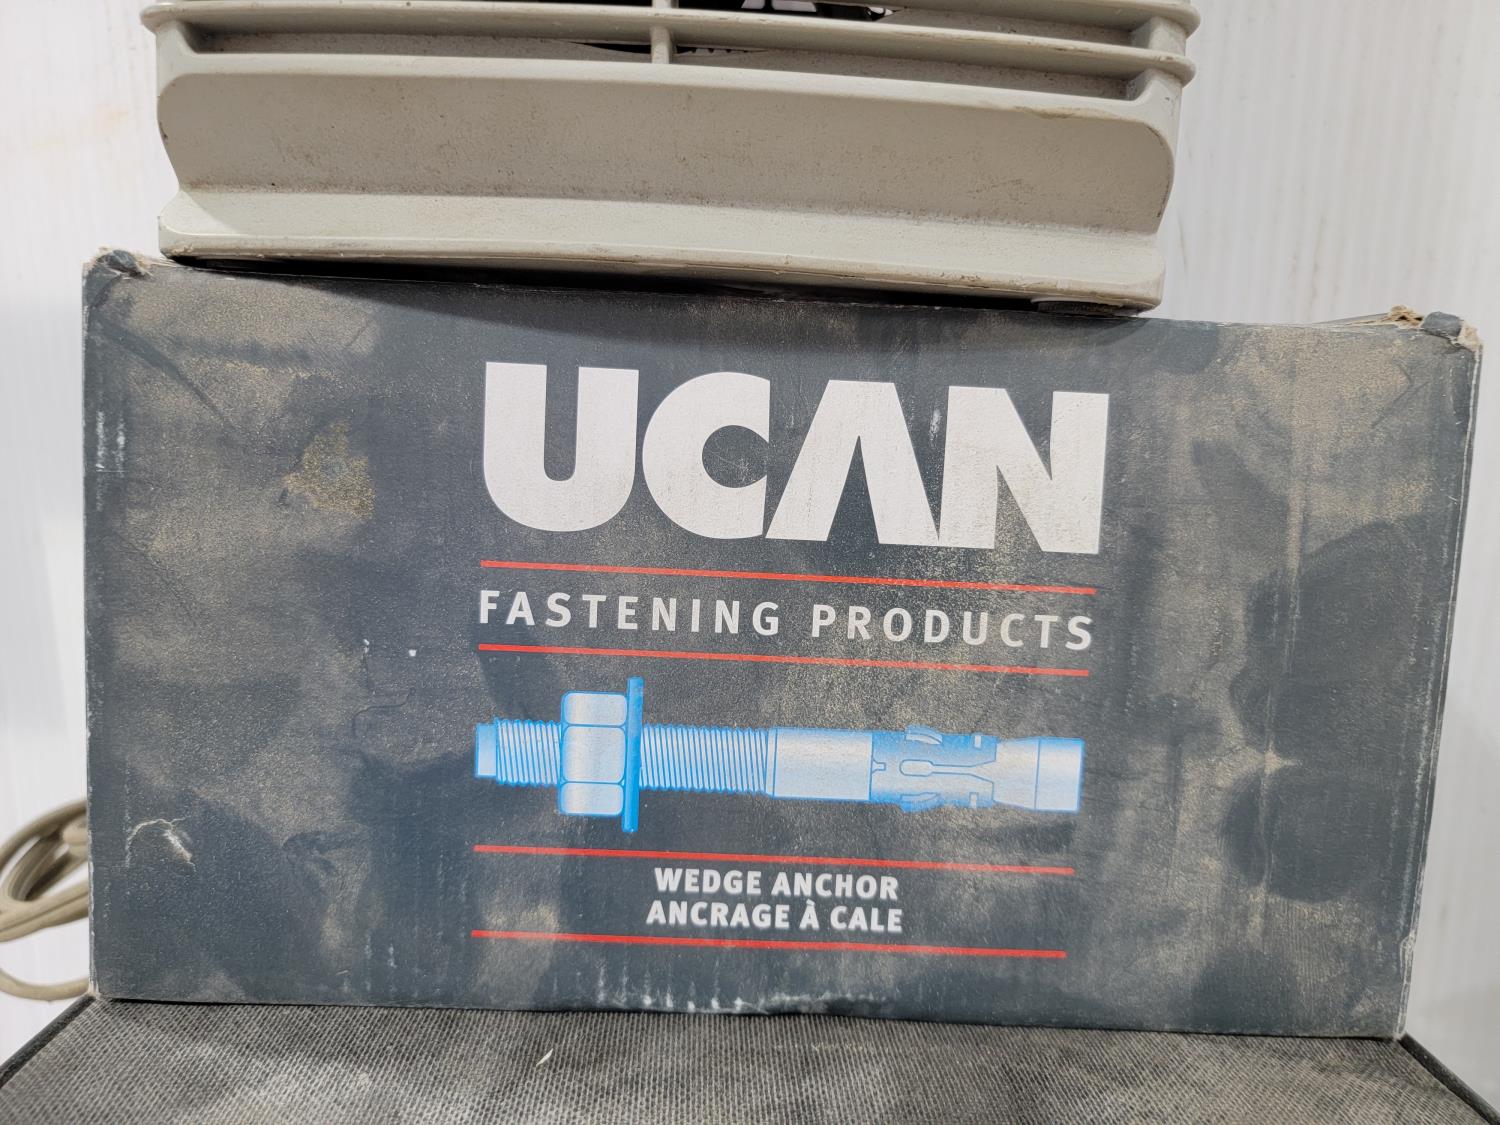 UCAN
FASTENING PRODUCTS
WEDGE ANCHOR
ANCRAGE À CALE